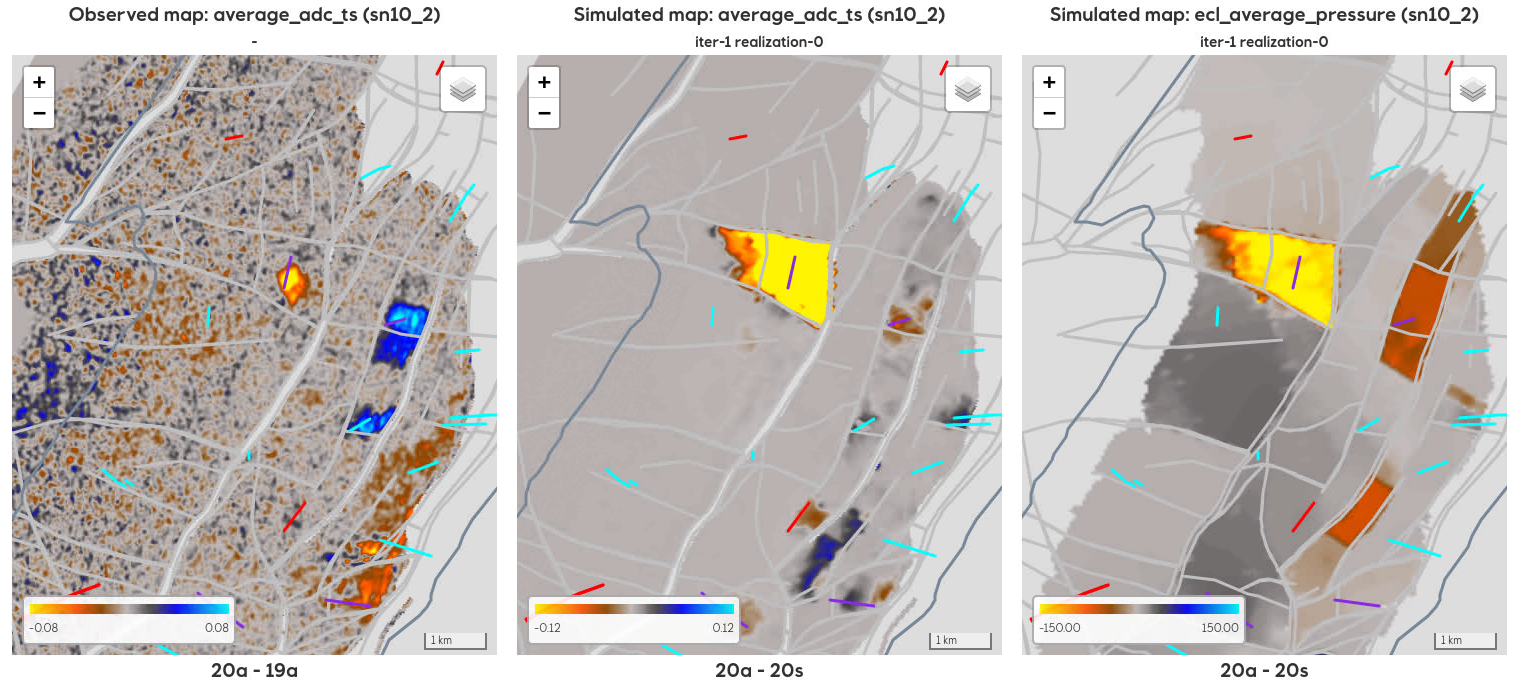 Observed map: average_adc_ts (sn10_2)
-
+
−
-0.08 0.08
1 km
20a - 19a
Simulated map: average_adc_ts (sn10_2)
iter-1 realization-0
+
−
-0.12 0.12
1 km
20a - 20s
Simulated map: ecl_average_pressure (sn10_2)
iter-1 realization-0
+
−
-150.00 150.00
1 km
20a - 20s